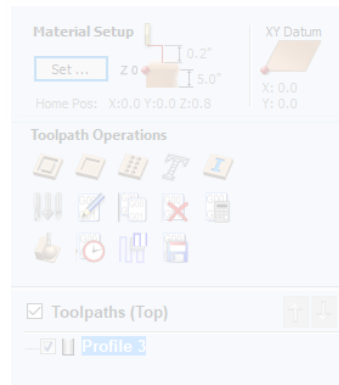 Material Setup
XY Datum
0.2"
Set ...
Z 0
5.0"
X: 0.0
Home Pos: X:0.0 Y:0.0 Z:0.8
Y: 0.0
Toolpath Operations
Toolpaths (Top)
Profile 3